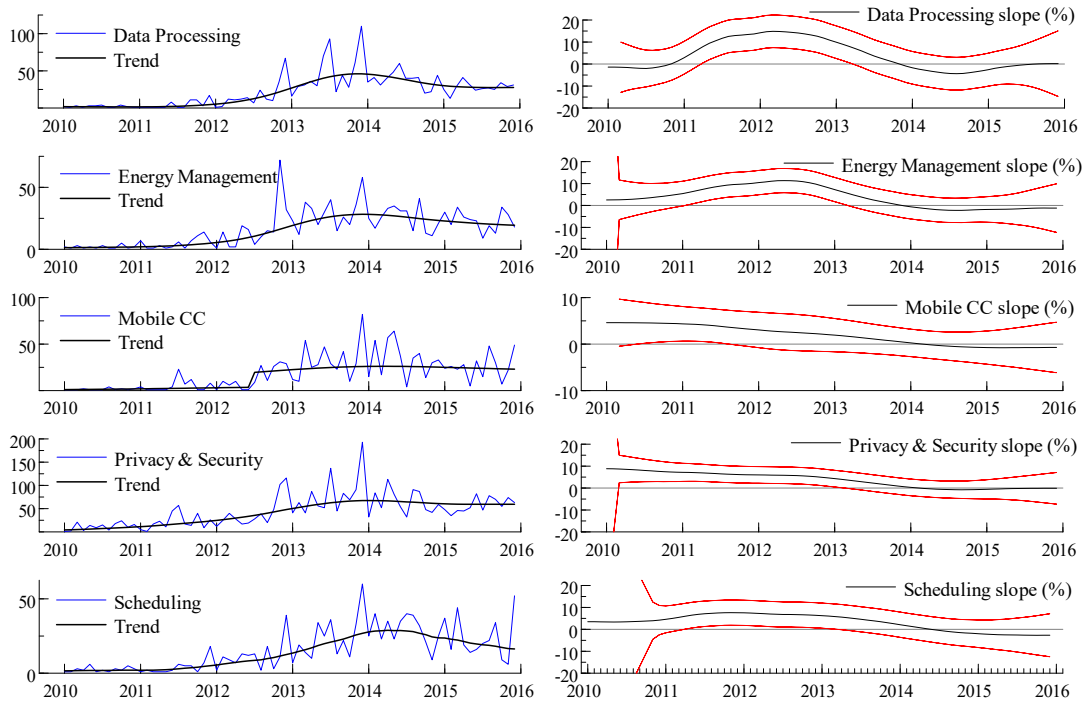 100
50
Data Processing
Trend
2010 2011 2012 2013 2014 2015 2016
20
10
0
-10
-20
Data Processing slope (%)
2010 2011 2012 2013 2014 2015 2016
50
0
Energy Management
Trend
2010 2011 2012 2013 2014 2015 2016
20
10
0
-10
-20
Energy Management slope (%)
2010 2011 2012 2013 2014 2015 2016
100
50
Mobile CC
Trend
2010 2011 2012 2013 2014 2015 2016
10
0
-10
Mobile CC slope (%)
2010 2011 2012 2013 2014 2015 2016
200
150
100
50
Privacy & Security
Trend
2010 2011 2012 2013 2014 2015 2016
20
10
0
-10
-20
Privacy & Security slope (%)
2010 2011 2012 2013 2014 2015 2016
50
0
Scheduling
Trend
2010 2011 2012 2013 2014 2015 2016
20
10
0
-10
-20
Scheduling slope (%)
2010 2011 2012 2013 2014 2015 2016